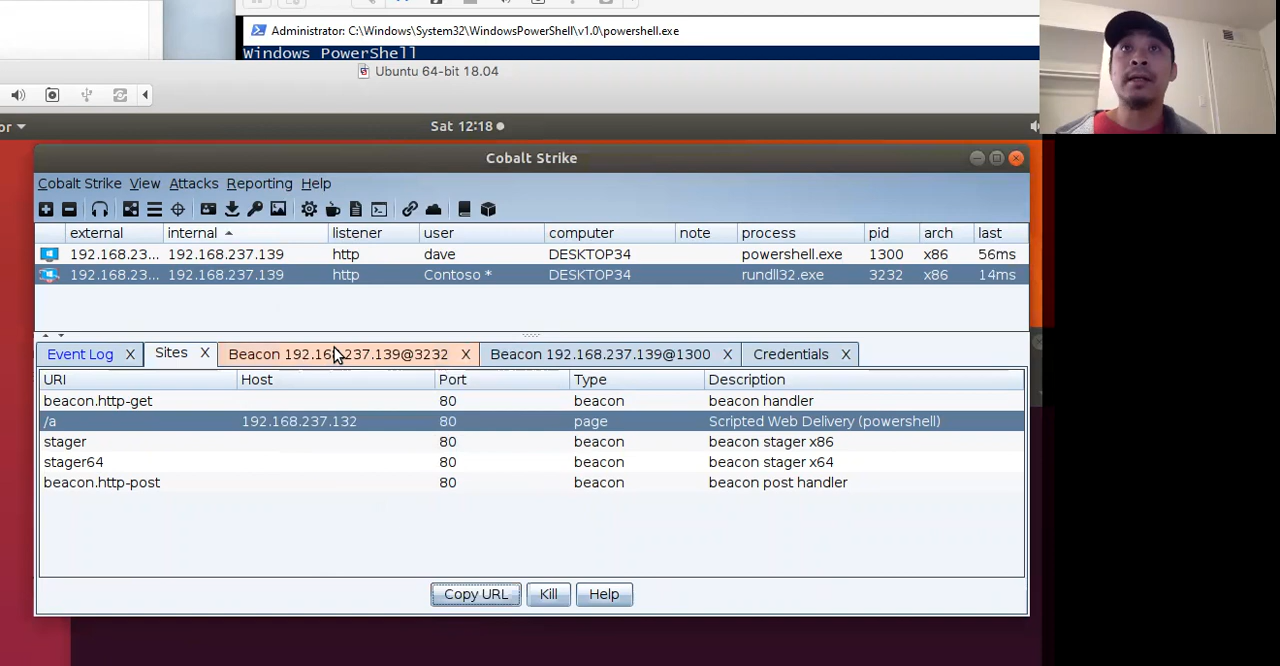 Administrator: C:\Windows\System32\WindowsPowerShell\v1.0\powershell.exe
Windows PowerShell
Ubuntu 64-bit 18.04
or
Sat 12:18
Cobalt Strike
Cobalt Strike View Attacks Reporting Help
external internal listener user computer note process pid arch last
192.168.23... 192.168.237.139 http dave DESKTOP34 powershell.exe 1300 x86 56ms
192.168.23... 192.168.237.139 http Contoso * DESKTOP34 rundll32.exe 3232 x86 14ms
Event Log X Sites X Beacon 192.168.237.139@3232 X Beacon 192.168.237.139@1300 X Credentials X
URI Host Port Type Description
beacon.http-get 80 beacon beacon handler
/a 192.168.237.132 80 page Scripted Web Delivery (powershell)
stager 80 beacon beacon stager x86
stager64 80 beacon beacon stager x64
beacon.http-post 80 beacon beacon post handler
Copy URL Kill Help